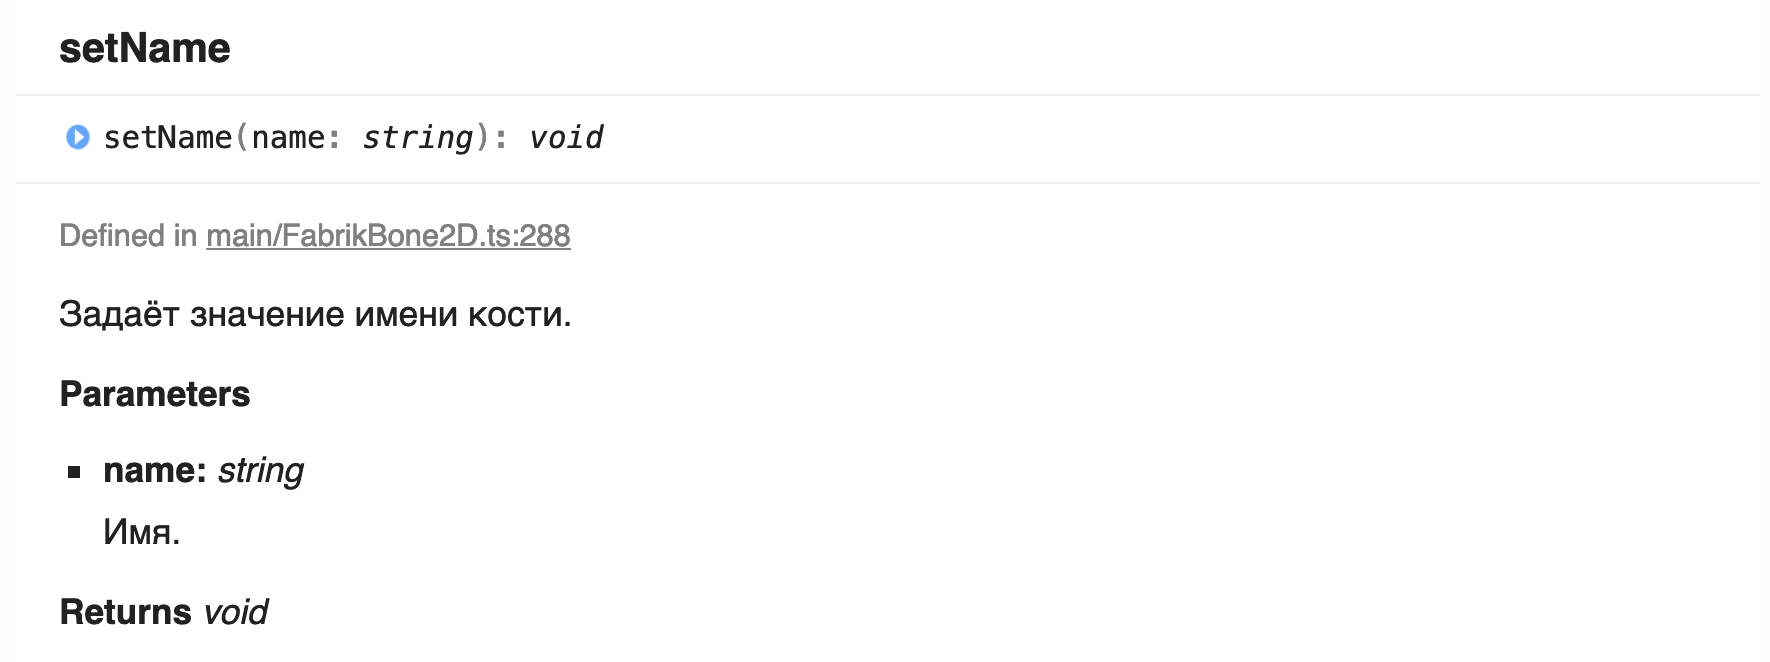 setName
setName(name: string): void
Defined in main/FabrikBone2D.ts:288
Задаёт значение имени кости.
Parameters
name: string
Имя.
Returns void